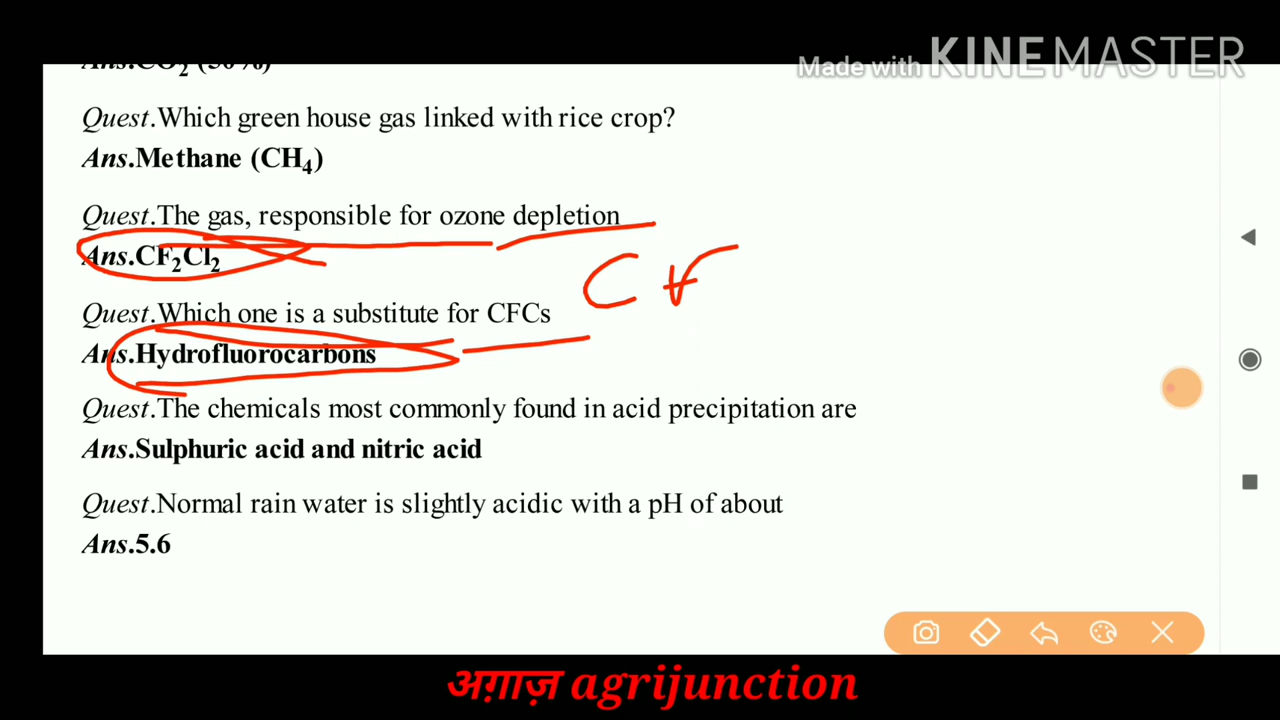 Made with KINEMASTER
Ans.CO₂ (50%)
Quest.Which green house gas linked with rice crop?
Ans.Methane (CH₄)
Quest.The gas, responsible for ozone depletion
Ans.CF₂Cl₂
Quest.Which one is a substitute for CFCs
Ans.Hydrofluorocarbons
Quest.The chemicals most commonly found in acid precipitation are
Ans.Sulphuric acid and nitric acid
Quest.Normal rain water is slightly acidic with a pH of about
Ans.5.6
अग़ाज़ agrijunction